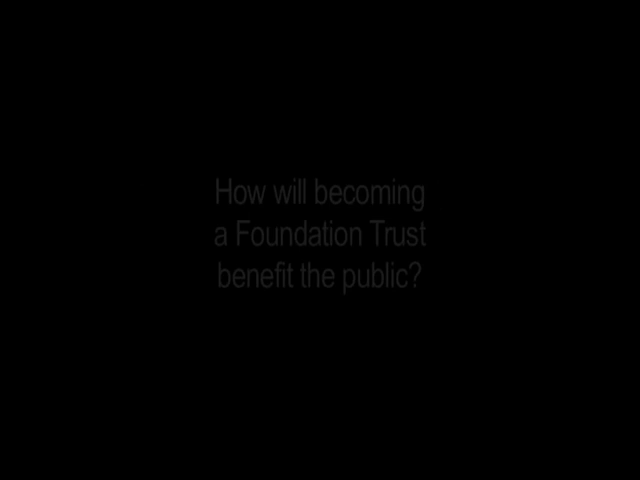 How will becoming
a Foundation Trust
benefit the public?